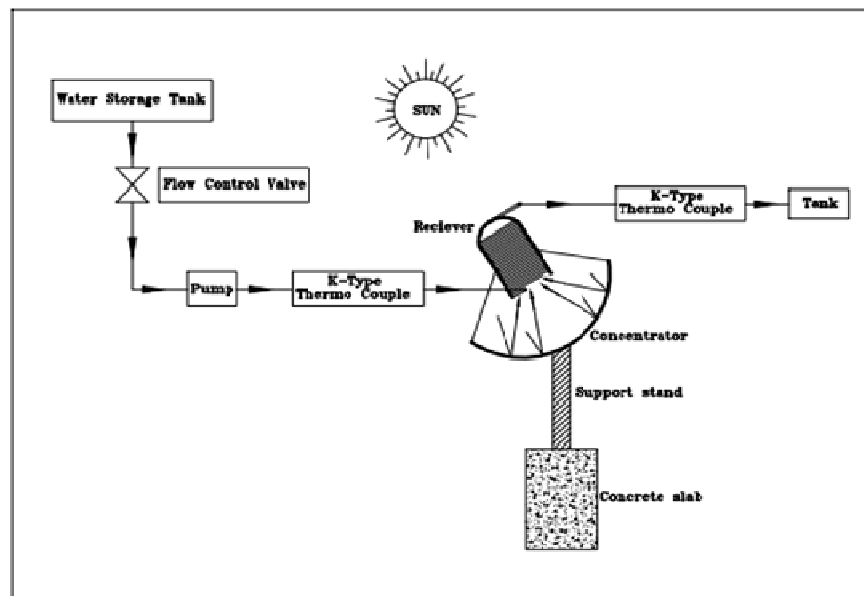 Water Storage Tank
SUN
Flow Control Valve
K-Type
Thermo Couple
Tank
Reciever
Pump
K-Type
Thermo Couple
Concentrator
Support stand
Concrete slab